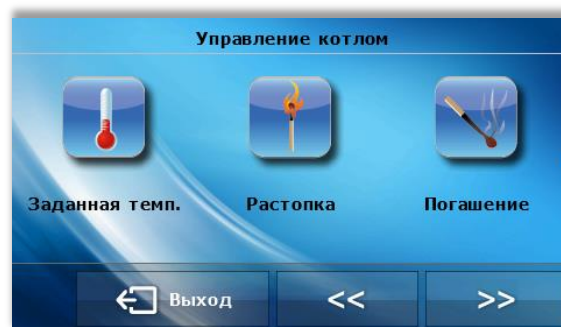 Управление котлом
Заданная темп. Растопка Погашение
Выход << >>